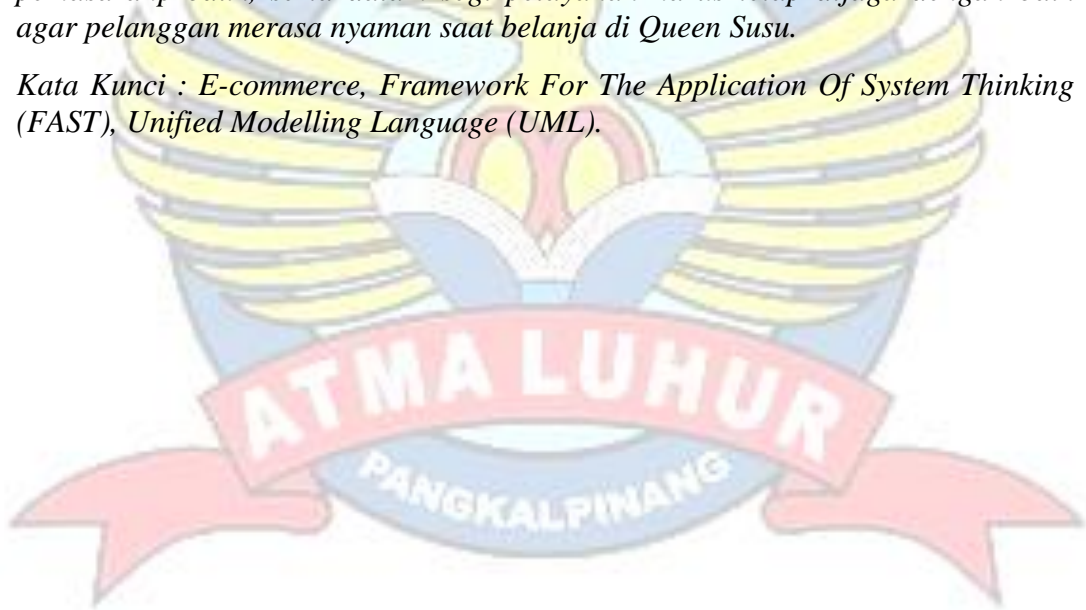 agar pelanggan merasa nyaman saat belanja di Queen Susu.
Kata Kunci : E-commerce, Framework For The Application Of System Thinking
(FAST), Unified Modelling Language (UML).
ATMA LUHUR
PANGKALPINANG